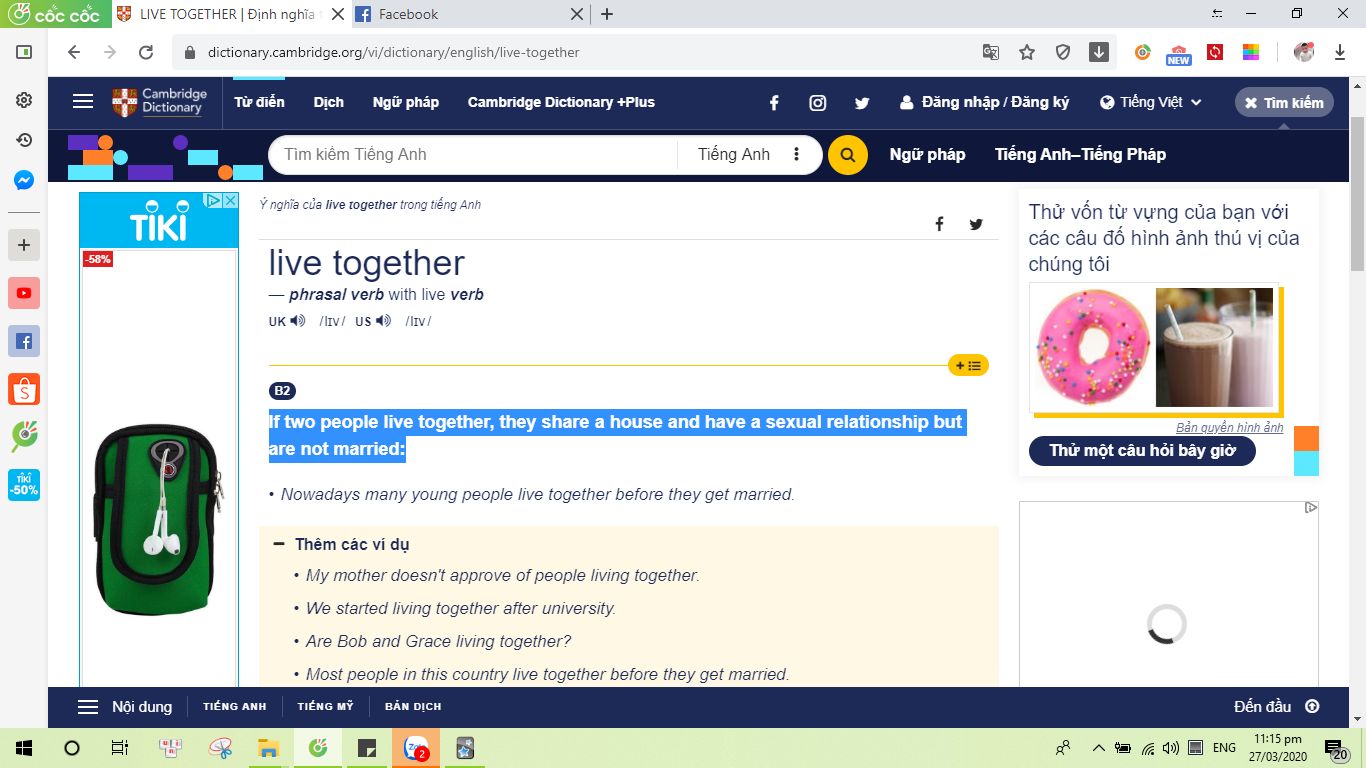 cốc cốc
LIVE TOGETHER | Định nghĩa
Facebook
dictionary.cambridge.org/vi/dictionary/english/live-together
NEW
Cambridge
Dictionary
Từ điển
Dịch
Ngữ pháp
Cambridge Dictionary +Plus
Đăng nhập / Đăng ký
Tiếng Việt
Tìm kiếm
Tìm kiếm Tiếng Anh
Tiếng Anh
Ngữ pháp
Tiếng Anh–Tiếng Pháp
TIKI
-58%
Ý nghĩa của live together trong tiếng Anh
live together
— phrasal verb with live verb
UK /lɪv/ US /lɪv/
B2
If two people live together, they share a house and have a sexual relationship but
are not married:
• Nowadays many young people live together before they get married.
Thêm các ví dụ
• My mother doesn't approve of people living together.
• We started living together after university.
• Are Bob and Grace living together?
• Most people in this country live together before they get married.
Thử vốn từ vựng của bạn với
các câu đố hình ảnh thú vị của
chúng tôi
Bản quyền hình ảnh
Thử một câu hỏi bây giờ
TIKI
-50%
Nội dung
TIẾNG ANH
TIẾNG MỸ
BẢN DỊCH
Đến đầu
Zalo
2
ENG
11:15 pm
27/03/2020
20